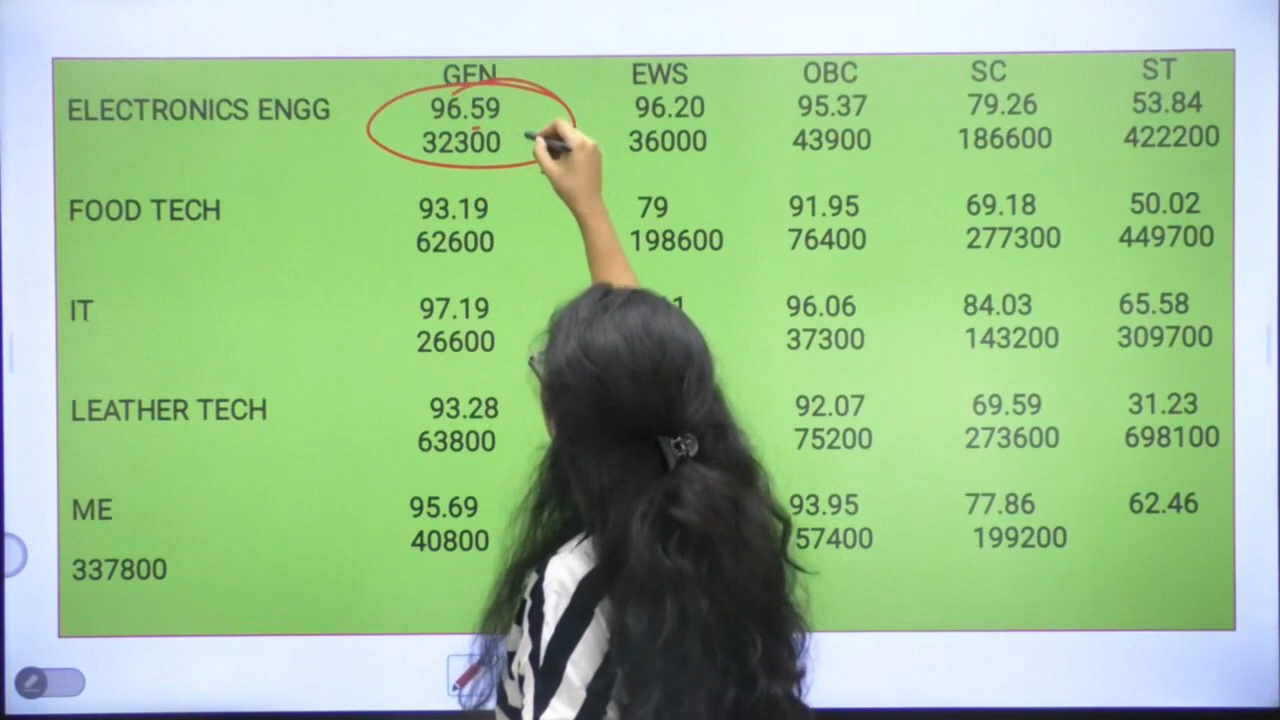 GEN EWS OBC SC ST
ELECTRONICS ENGG 96.59 96.20 95.37 79.26 53.84
32300 36000 43900 186600 422200
FOOD TECH 93.19 79 91.95 69.18 50.02
62600 198600 76400 277300 449700
IT 97.19 96.06 84.03 65.58
26600 37300 143200 309700
LEATHER TECH 93.28 92.07 69.59 31.23
63800 75200 273600 698100
ME 95.69 93.95 77.86 62.46
40800 57400 199200
337800